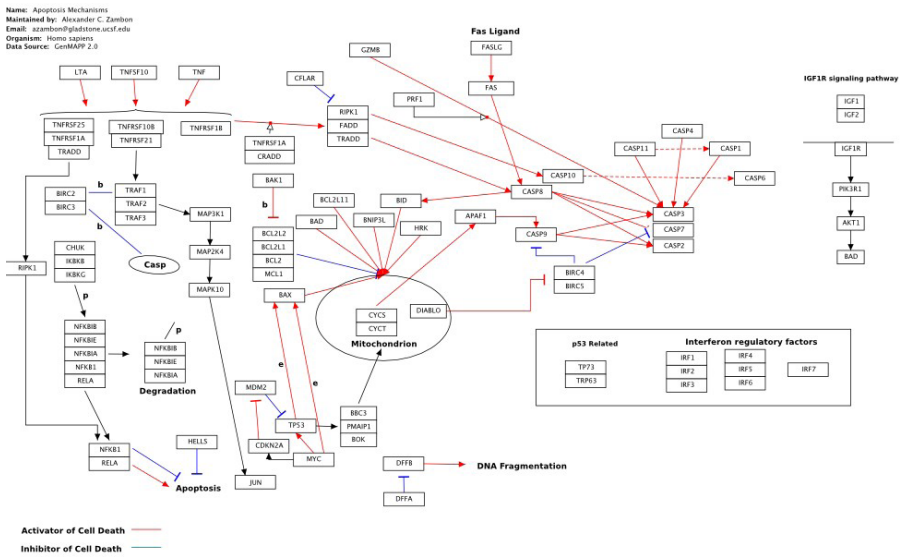 Name: Apoptosis Mechanisms
Maintained by: Alexander C. Zambon
Email: azambon@gladstone.ucsf.edu
Organism: Homo sapiens
Data Source: GenMAPP 2.0
Fas Ligand
FASLG
GZMB
LTA
TNFSF10
TNF
CFLAR
FAS
PRF1
IGF1R signaling pathway
IGF1
IGF2
TNFRSF25
TNFRSF1A
TRADD
TNFRSF10B
TNFRSF21
TNFRSF1B
TNFRSF1A
CRADD
RIPK1
FADD
TRADD
CASP4
CASP11
CASP1
IGF1R
BIRC2
BIRC3
b
b
TRAF1
TRAF2
TRAF3
BAK1
b
CASP10
CASP6
CASP8
PIK3R1
BCL2L11
BID
BAD
BNIP3L
HRK
APAF1
CASP9
CASP3
CASP7
CASP2
MAP3K1
AKT1
CHUK
IKBKB
IKBKG
RIPK1
Casp
MAP2K4
BCL2L2
BCL2L1
BCL2
MCL1
BAD
BIRC4
BIRC5
p
MAPK10
BAX
CYCS
CYCT
DIABLO
Mitochondrion
NFKBIB
NFKBIE
NFKBIA
NFKB1
RELA
p
NFKBIB
NFKBIE
NFKBIA
Degradation
p53 Related
TP73
TRP63
Interferon regulatory factors
IRF1
IRF2
IRF3
IRF4
IRF5
IRF6
IRF7
e
e
MDM2
TP53
BBC3
PMAIP1
BOK
CDKN2A
MYC
NFKB1
RELA
HELLS
Apoptosis
JUN
DFFB
DNA Fragmentation
DFFA
Activator of Cell Death
Inhibitor of Cell Death